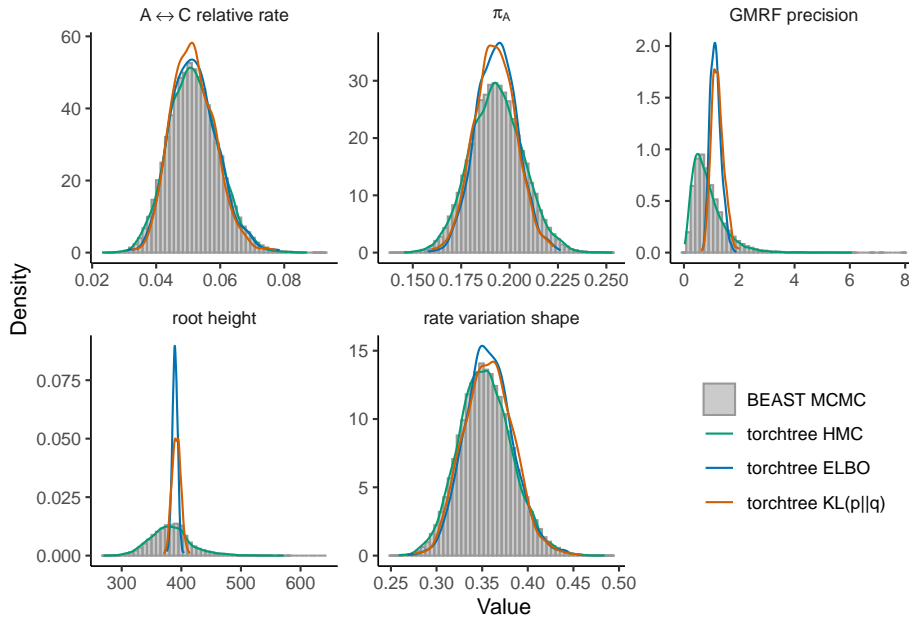 A ↔ C relative rate
π_A
GMRF precision
60
40
20
0
0.02 0.04 0.06 0.08
30
20
10
0
0.150 0.175 0.200 0.225 0.250
2.0
1.5
1.0
0.5
0.0
0 2 4 6 8
Density
root height
rate variation shape
0.075
0.050
0.025
0.000
300 400 500 600
15
10
5
0
0.25 0.30 0.35 0.40 0.45 0.50
Value
BEAST MCMC
torchtree HMC
torchtree ELBO
torchtree KL(p||q)